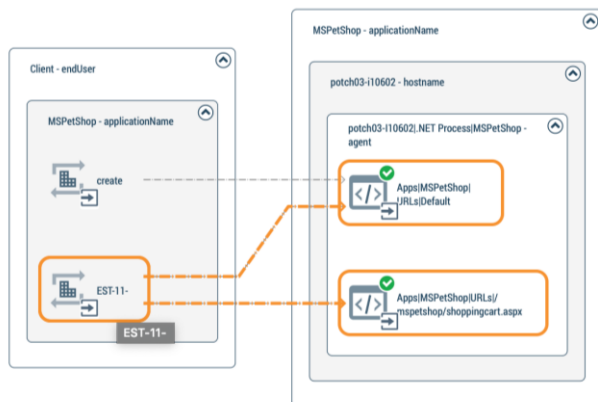 MSPetShop - applicationName
Client - endUser
potch03-i10602 - hostname
MSPetShop - applicationName
potch03-I10602|.NET Process|MSPetShop -
agent
create
Apps|MSPetShop|
URLs|Default
EST-11-
Apps|MSPetShop|URLs|/
mspetshop/shoppingcart.aspx
EST-11-